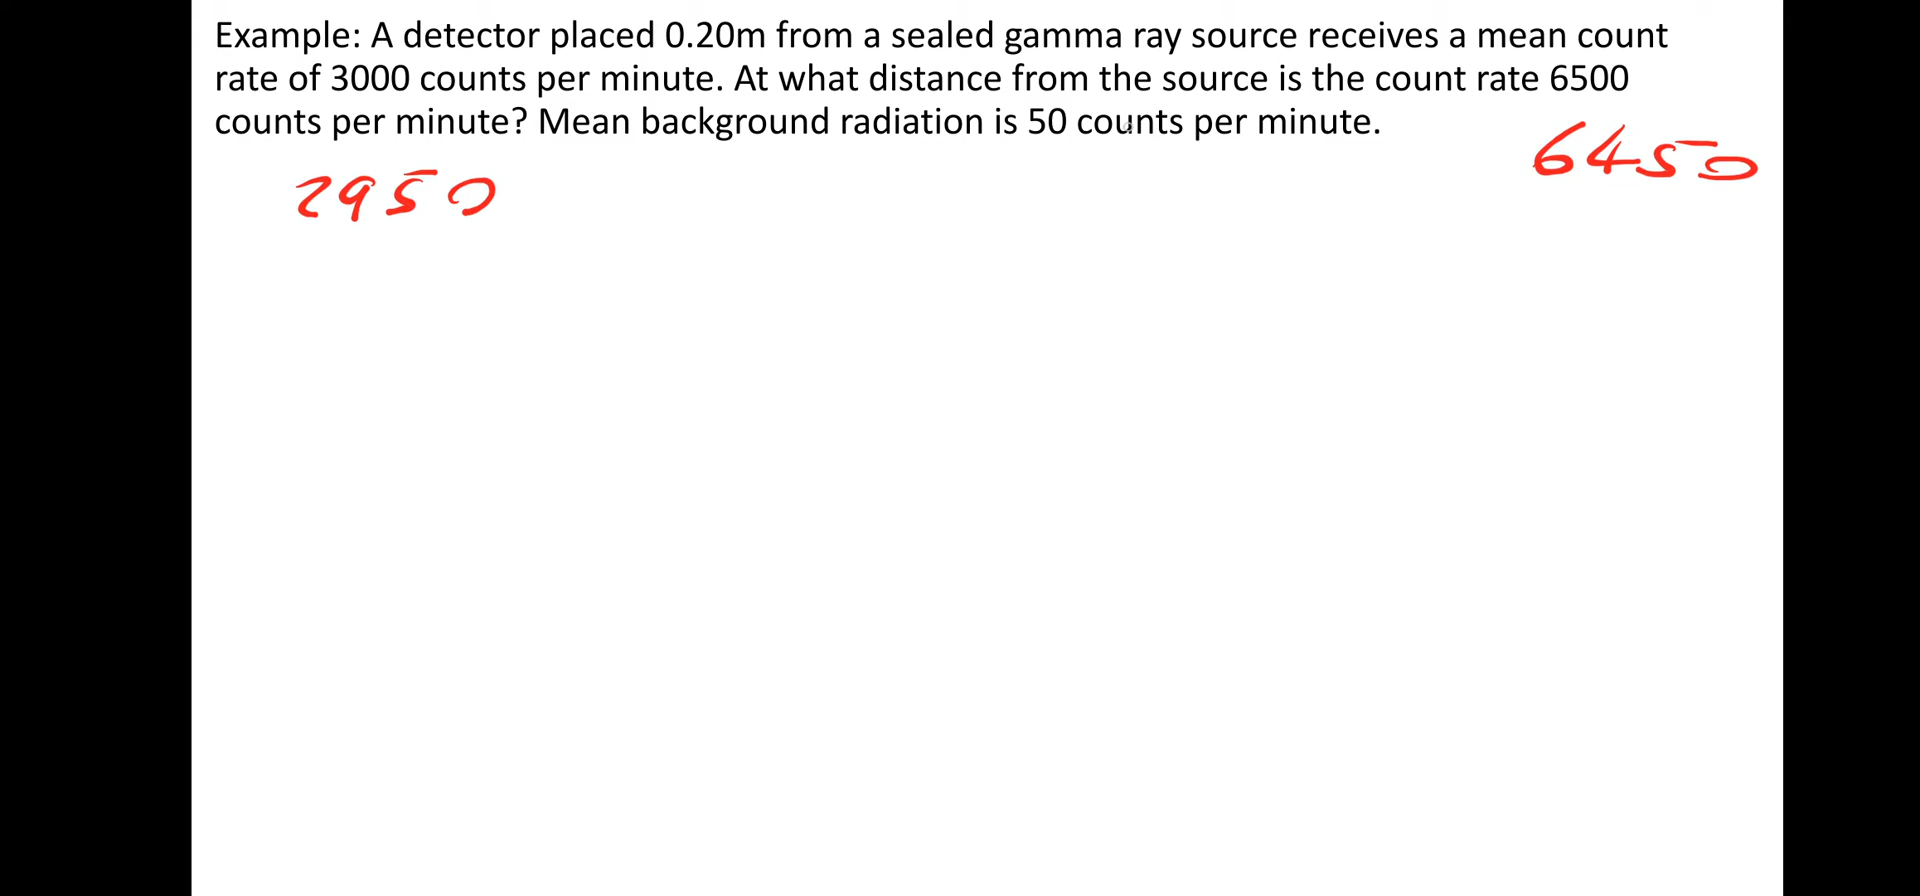 Example: A detector placed 0.20m from a sealed gamma ray source receives a mean count
rate of 3000 counts per minute. At what distance from the source is the count rate 6500
counts per minute? Mean background radiation is 50 counts per minute.
6450
2950